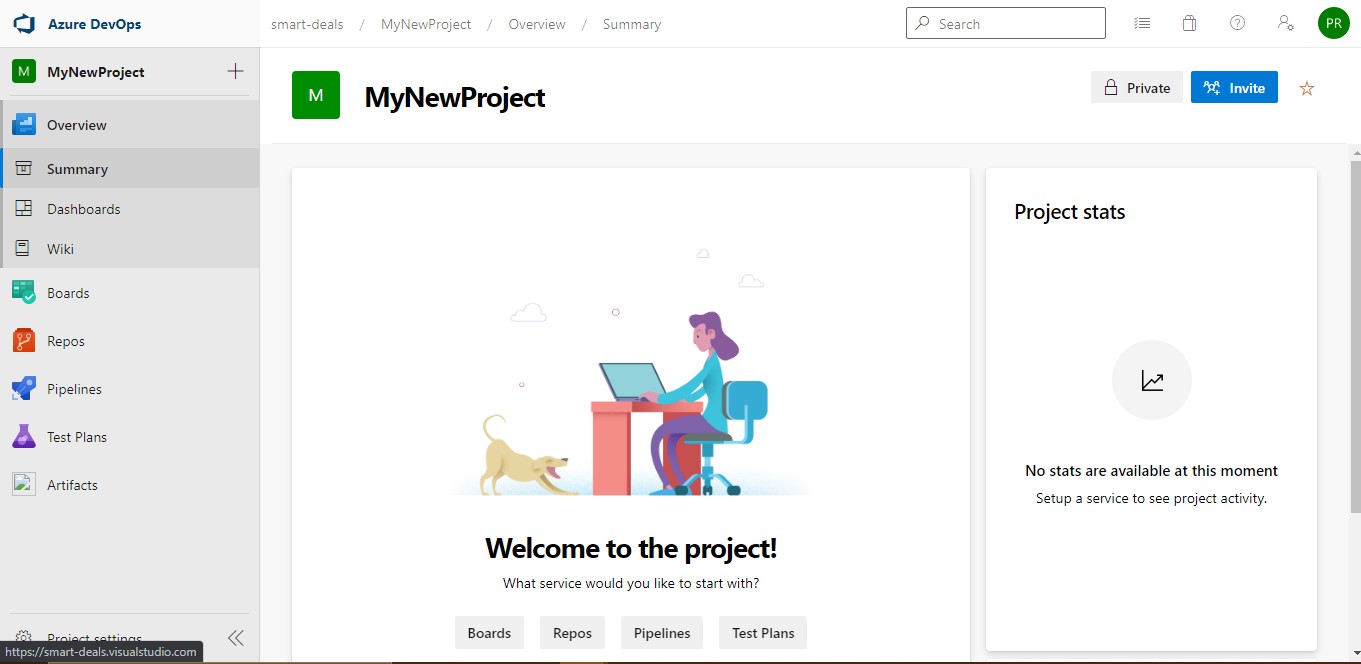 Azure DevOps
smart-deals / MyNewProject / Overview / Summary
Search
PR
M MyNewProject
Overview
Summary
Dashboards
Wiki
Boards
Repos
Pipelines
Test Plans
Artifacts
Project settings
https://smart-deals.visualstudio.com
M MyNewProject
Private
Invite
Welcome to the project!
What service would you like to start with?
Boards Repos Pipelines Test Plans
Project stats
No stats are available at this moment
Setup a service to see project activity.